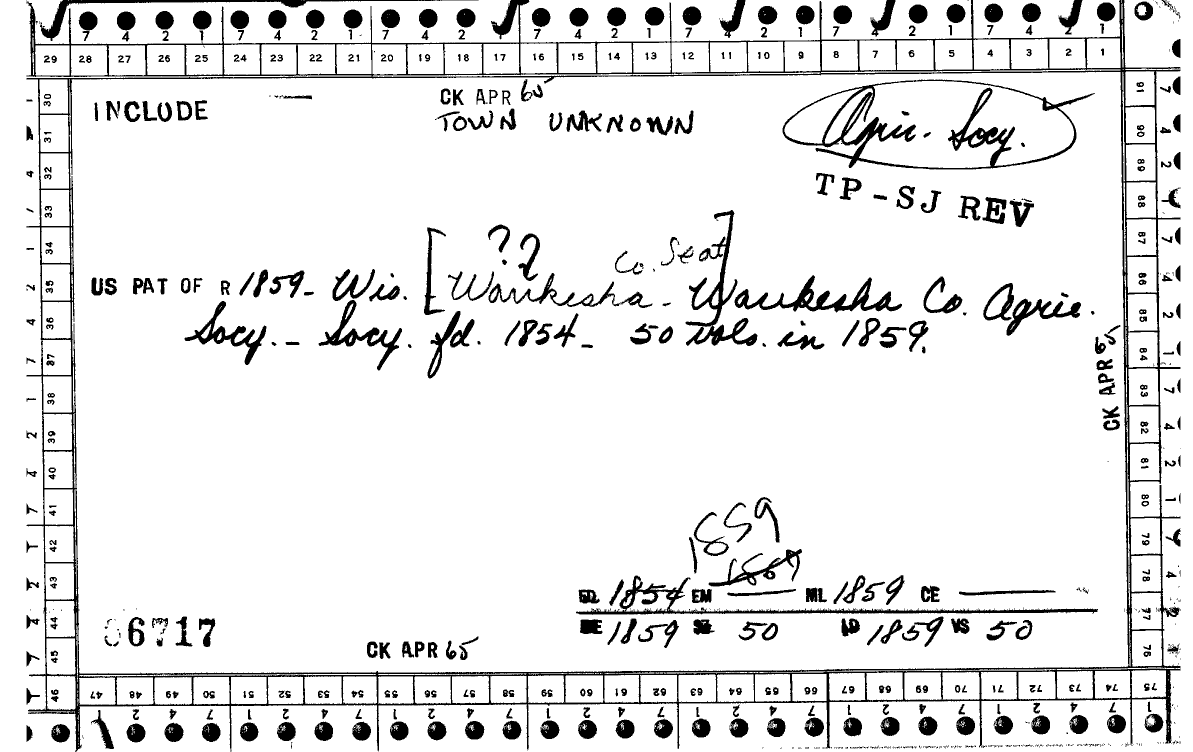 7 4 2 1 7 4 2 1 7 4 2 1 7 4 2 1 7 4 2 1 7 4 2 1 7 4 2 1
29 28 27 26 25 24 23 22 21 20 19 18 17 16 15 14 13 12 11 10 9 8 7 6 5 4 3 2 1
INCLUDE
CK APR 65
TOWN UNKNOWN
Agric. Socy.
TP-SJ REV
??
Co. Seat
US PAT OF R 1859- Wis. [Waukesha] - Waukesha Co. Agric.
Socy. - Socy. fd. 1854 - 50 vols. in 1859.
CK APR 65
1859
1854 EM 1869 ML 1859 CE
1859 50 1859 VS 50
6717
CK APR 65
30 31 32 33 34 35 36 37 38 39 40 41 42 43 44 45 46
91 90 89 88 87 86 85 84 83 82 81 80 79 78 77 76
47 48 49 50 51 52 53 54 55 56 57 58 59 60 61 62 63 64 65 66 67 68 69 70 71 72 73 74 75
1 2 4 7 1 2 4 7 1 2 4 7 1 2 4 7 1 2 4 7 1 2 4 7 1 2 4 7 1